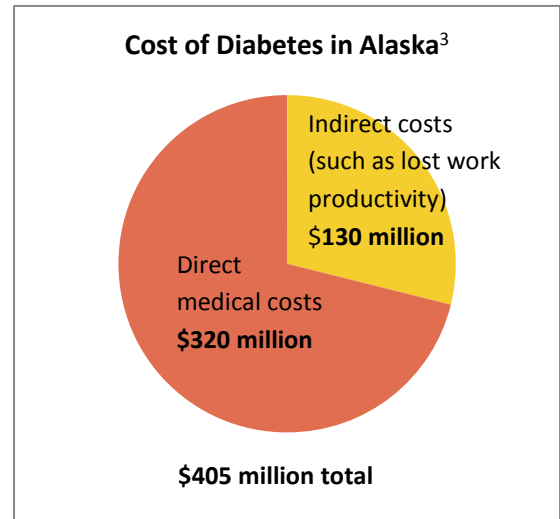 Cost of Diabetes in Alaska³
Indirect costs
(such as lost work
productivity)
$130 million
Direct
medical costs
$320 million
$405 million total